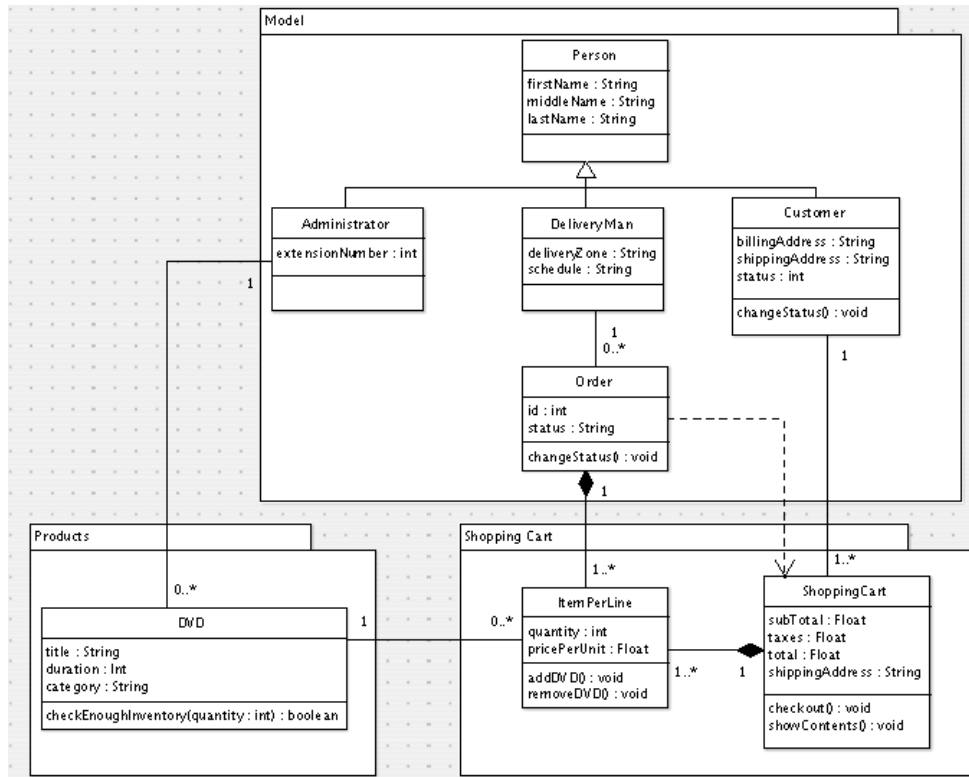 Model
Person
firstName : String
middleName : String
lastName : String
Administrator
extensionNumber : int
DeliveryMan
deliveryZone : String
schedule : String
Customer
billingAddress : String
shippingAddress : String
status : int
changeStatus() : void
1
1
0..*
1
Order
id : int
status : String
changeStatus() : void
1
Products
Shopping Cart
0..*
1..*
1..*
DVD
title : String
duration : Int
category : String
checkEnoughInventory(quantity : int) : boolean
1
0..*
ItemPerLine
quantity : int
pricePerUnit : Float
addDVD() : void
removeDVD() : void
1..*
1
ShoppingCart
subTotal : Float
taxes : Float
total : Float
shippingAddress : String
checkout() : void
showContents() : void